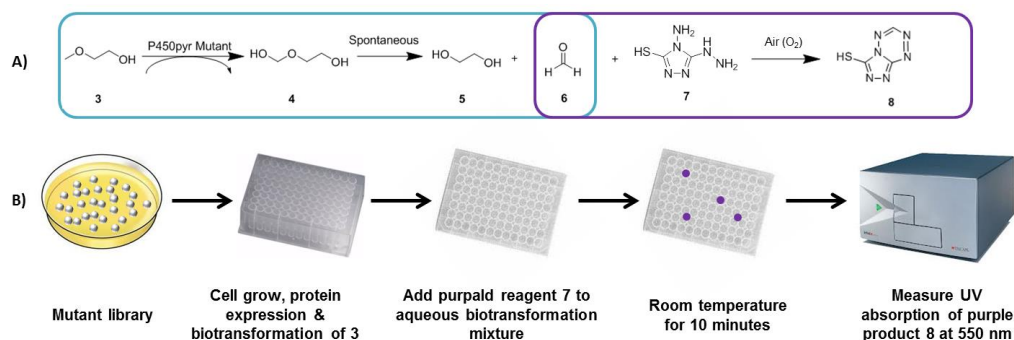 A)
P450pyr Mutant
Spontaneous
Air (O₂)
O
OH
HO
O
OH
HO
OH
+
O
H
H
+
NH₂
HS
N
H
N
NH₂
N
N
HS
N
N
N
N
N
N
3
4
5
6
7
8
B)
Mutant library
Cell grow, protein
expression &
biotransformation of 3
Add purpald reagent 7 to
aqueous biotransformation
mixture
Room temperature
for 10 minutes
Measure UV
absorption of purple
product 8 at 550 nm